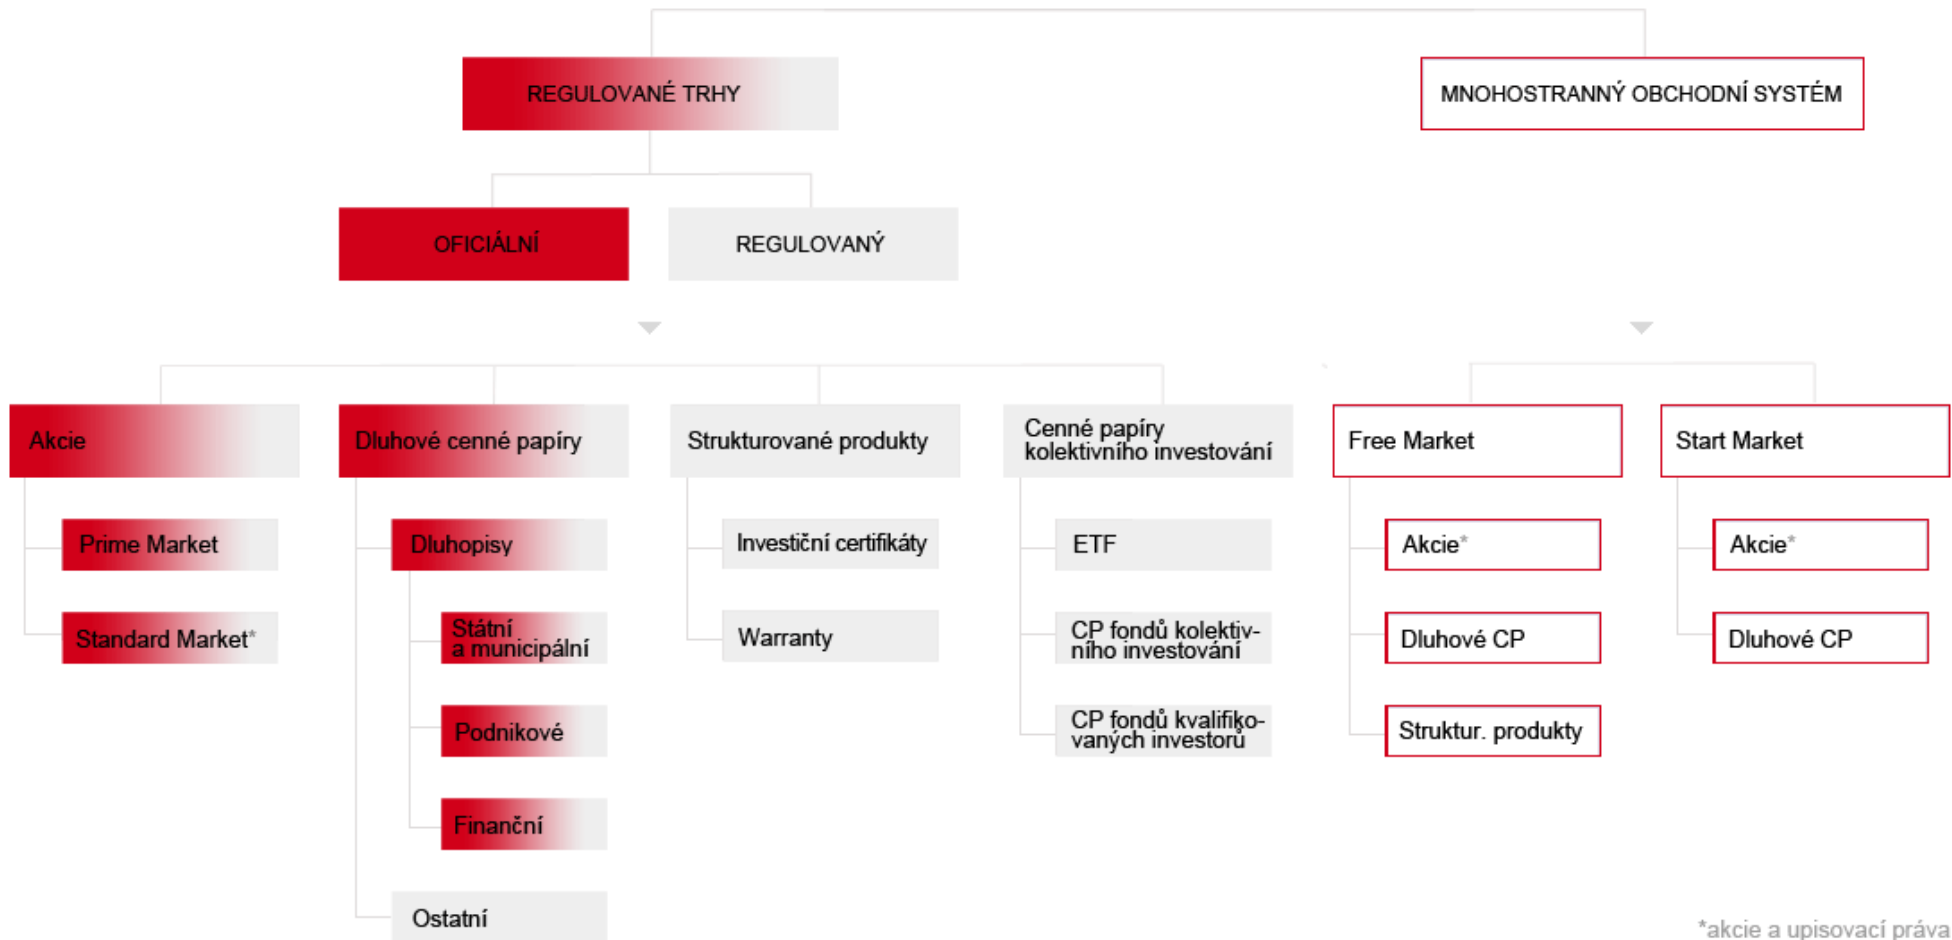 REGULOVANÉ TRHY
MNOHOSTRANNÝ OBCHODNÍ SYSTÉM
OFICIÁLNÍ
REGULOVANÝ
Akcie
Prime Market
Standard Market*
Dluhové cenné papíry
Dluhopisy
Státní
a municipální
Podnikové
Finanční
Ostatní
Strukturované produkty
Investiční certifikáty
Warranty
Cenné papíry
kolektivního investování
ETF
CP fondů kolektiv-
ního investování
CP fondů kvalifiko-
vaných investorů
Free Market
Akcie*
Dluhové CP
Struktur. produkty
Start Market
Akcie*
Dluhové CP
*akcie a upisovací práva